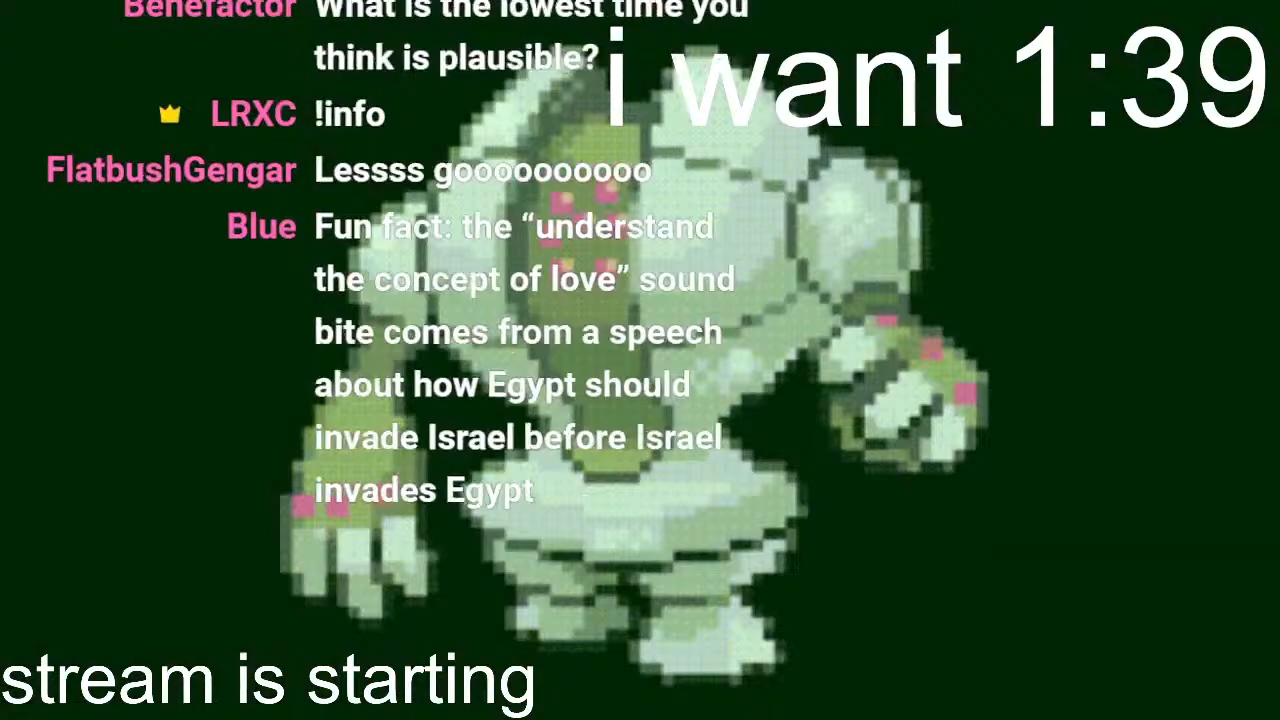 Benefactor What is the lowest time you
think is plausible?
i want 1:39
LRXC !info
FlatbushGengar Lessss goooooooooo
Blue Fun fact: the “understand
the concept of love” sound
bite comes from a speech
about how Egypt should
invade Israel before Israel
invades Egypt
stream is starting